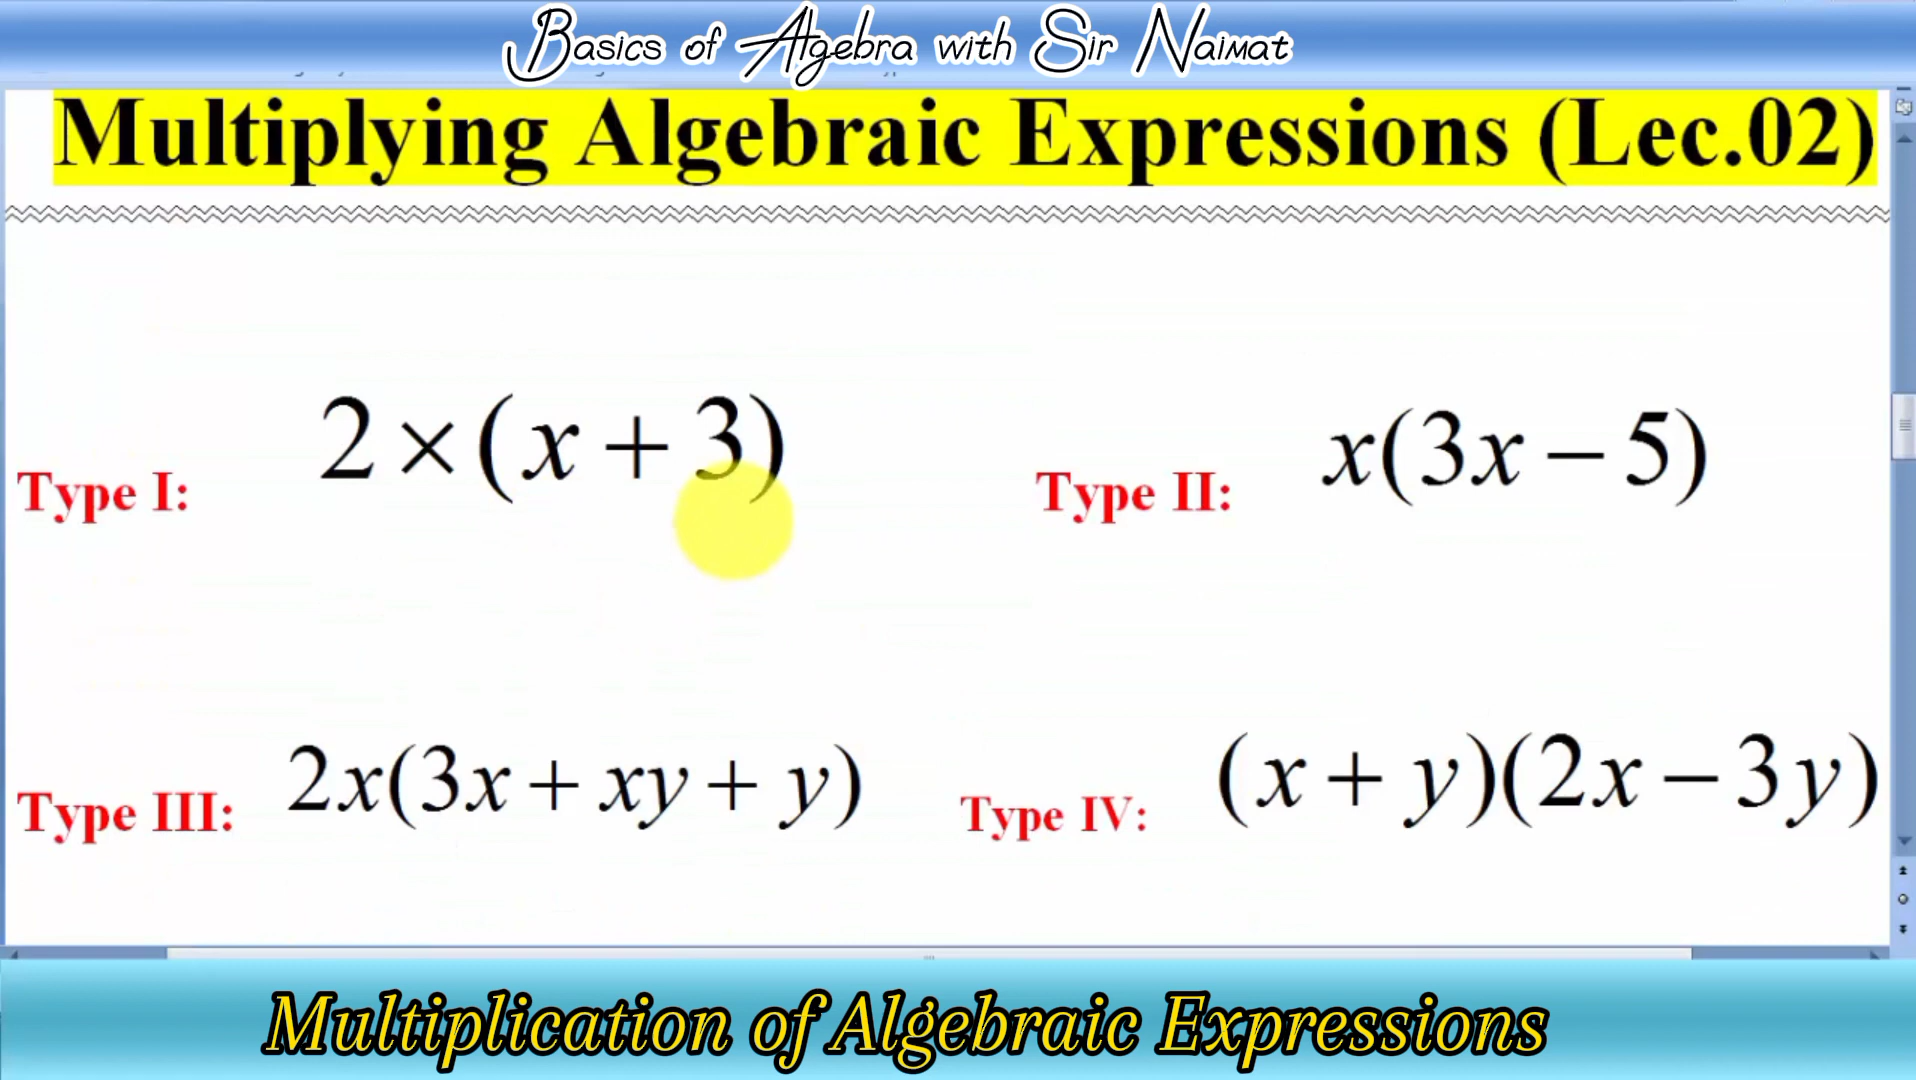 Basics of Algebra with Sir Naimat
Multiplying Algebraic Expressions (Lec.02)
Type I: 2 × (x + 3)
Type II: x(3x − 5)
Type III: 2x(3x + xy + y)
Type IV: (x + y)(2x − 3y)
Multiplication of Algebraic Expressions